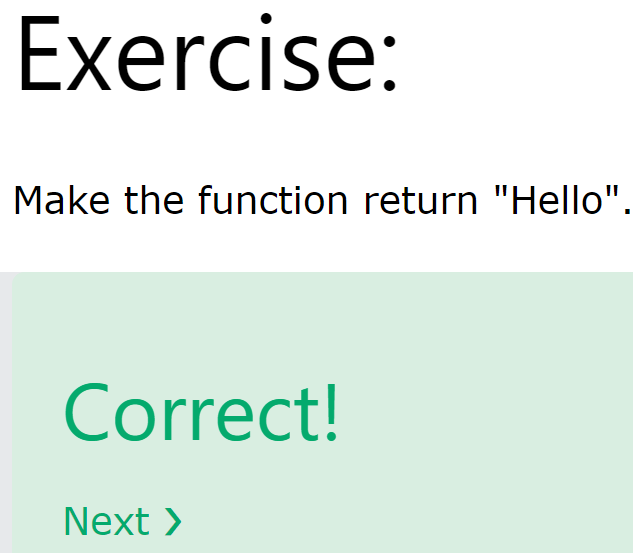 Exercise:
Make the function return "Hello".
Correct!
Next ❯